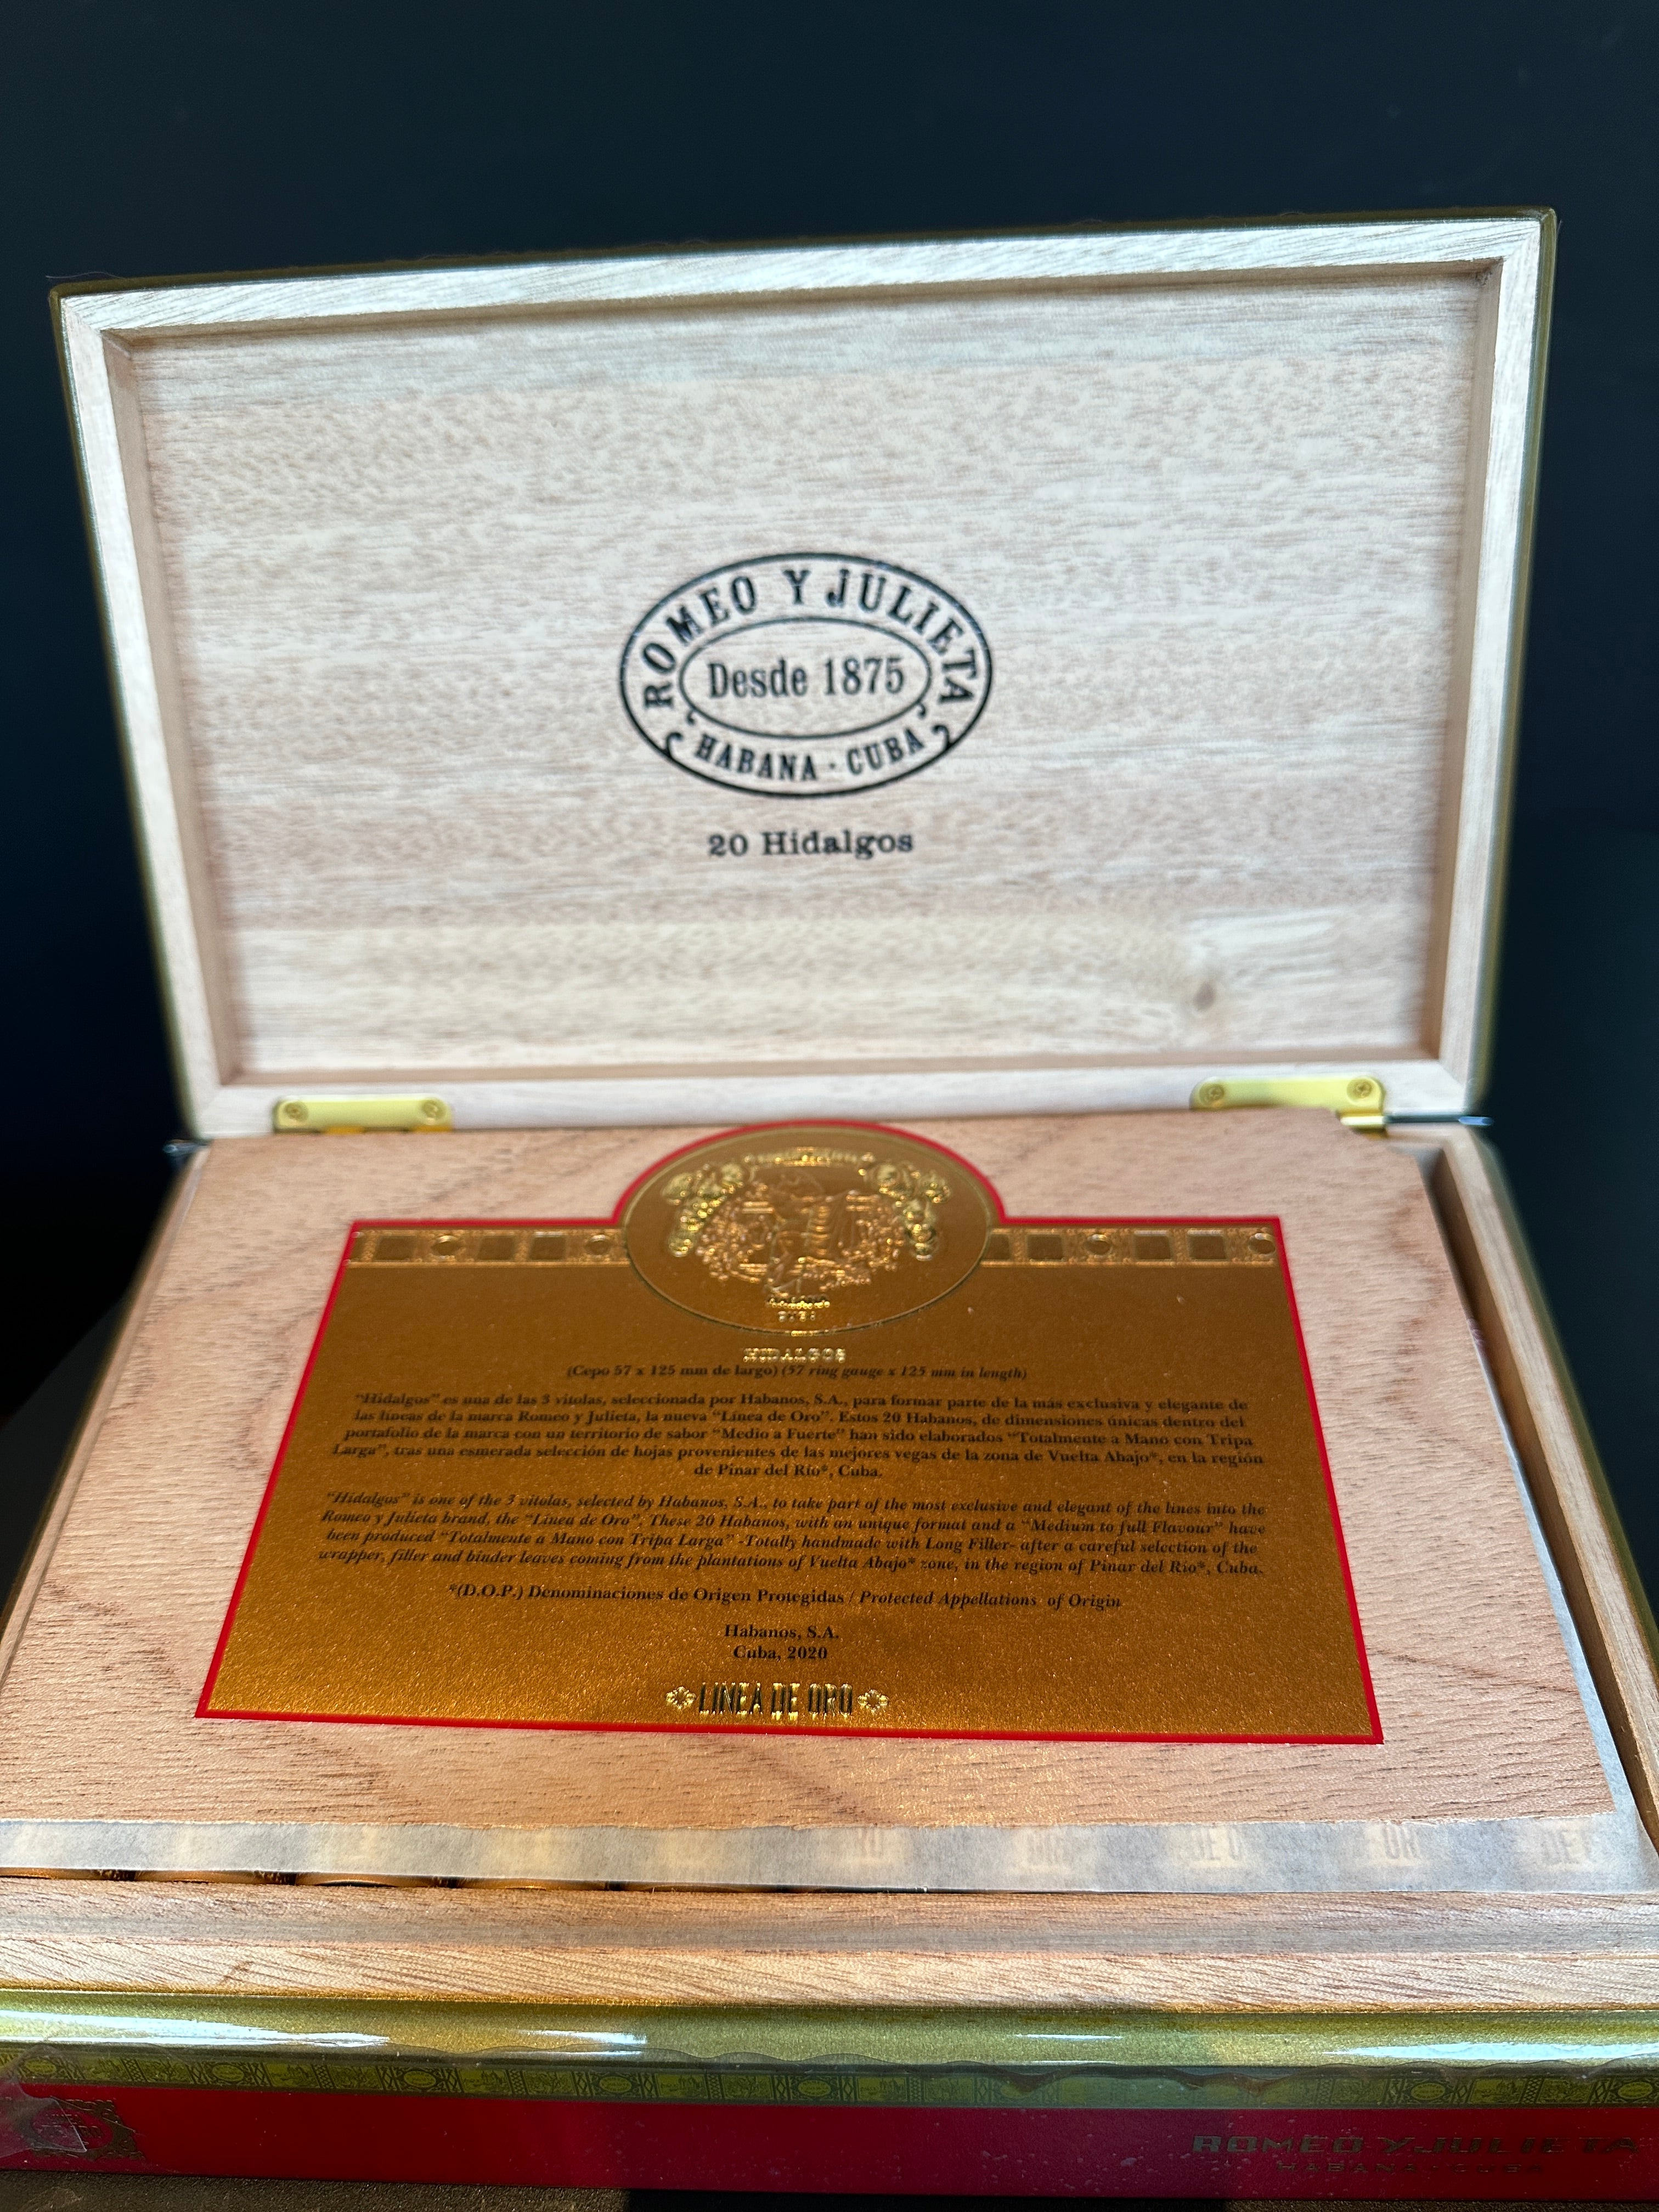 ROMEO Y JULIETA
Desde 1875
HABANA · CUBA
20 Hidalgos
CUBA
HIDALGOS
(Cepo 57 x 125 mm de largo) (57 ring gauge x 125 mm in length)
"Hidalgos" es una de las 3 vitolas, seleccionada por Habanos, S.A., para formar parte de la más exclusiva y elegante de
las líneas de la marca Romeo y Julieta, la nueva "Línea de Oro". Estos 20 Habanos, de dimensiones únicas dentro del
portafolio de la marca con un territorio de sabor "Medio a Fuerte" han sido elaborados "Totalmente a Mano con Tripa
Larga", tras una esmerada selección de hojas provenientes de las mejores vegas de la zona de Vuelta Abajo*, en la región
de Pinar del Río*, Cuba.
"Hidalgos" is one of the 3 vitolas, selected by Habanos, S.A., to take part of the most exclusive and elegant of the lines into the
Romeo y Julieta brand, the "Línea de Oro". These 20 Habanos, with an unique format and a "Medium to full Flavour" have
been produced "Totalmente a Mano con Tripa Larga" -Totally handmade with Long Filler- after a careful selection of the
wrapper, filler and binder leaves coming from the plantations of Vuelta Abajo* zone, in the region of Pinar del Río*, Cuba.
*(D.O.P.) Denominaciones de Origen Protegidas / Protected Appellations of Origin
Habanos, S.A.
Cuba, 2020
LINEA DE ORO
ROMEO Y JULIETA
HABANA · CUBA